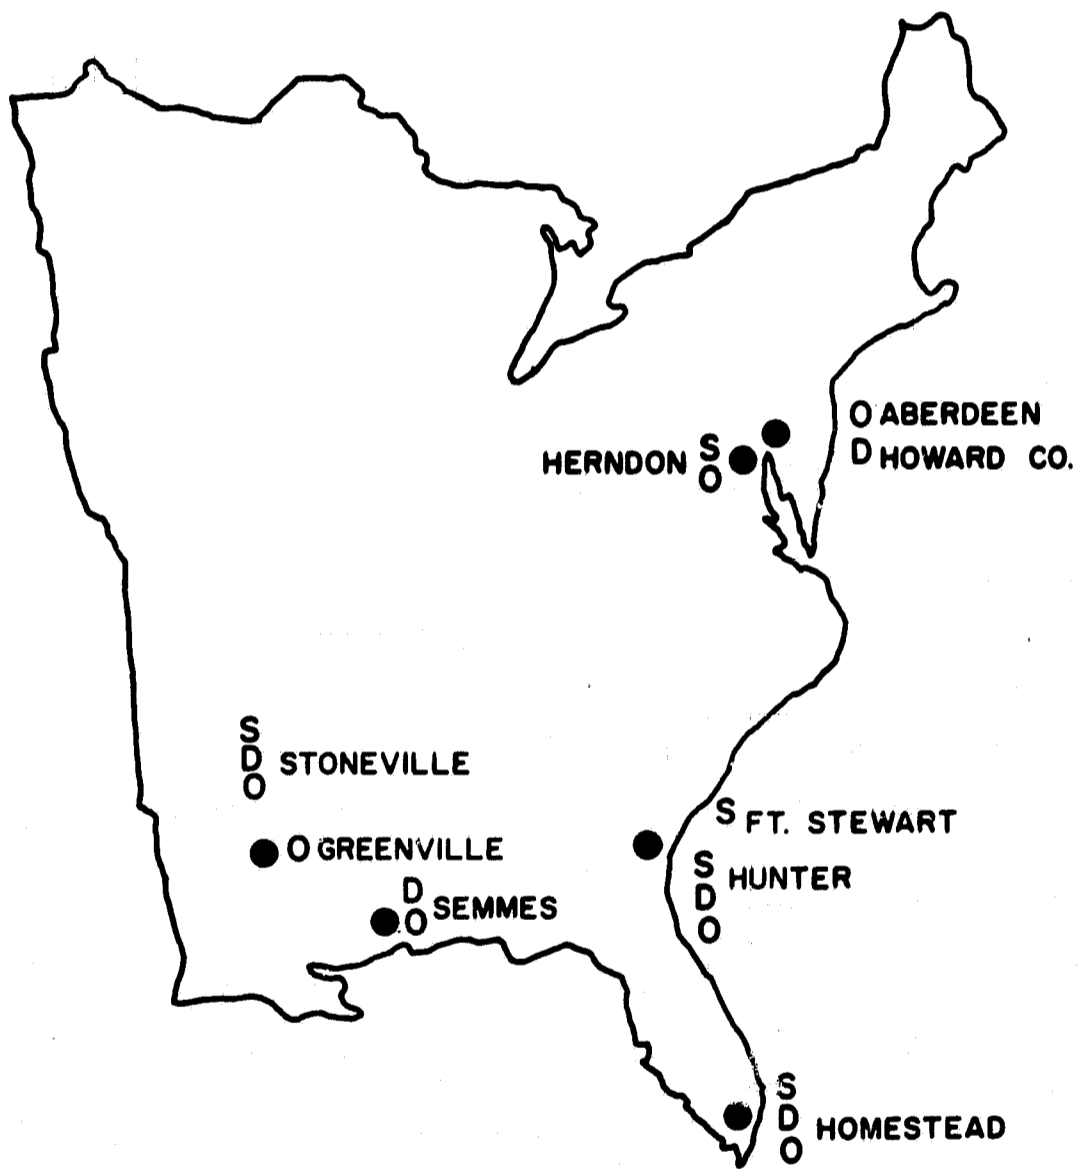 O ABERDEEN
D HOWARD CO.
HERNDON S
O
S
D
O STONEVILLE
O GREENVILLE
D
O SEMMES
S FT. STEWART
S
D
O HUNTER
S
D
O HOMESTEAD